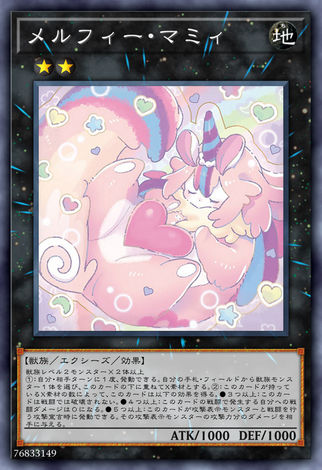 メルフィー・マミィ
地
【獣族/エクシーズ/効果】
獣族レベル2モンスター×2体以上
①:自分・相手ターンに1度、発動できる。自分の手札・フィールドから獣族モンス
ター1体を選び、このカードの下に重ねてX素材とする。②:このカードが持って
いるX素材の数によって、このカードは以下の効果を得る。●3つ以上:このカー
ドは戦闘では破壊されない。●4つ以上:このカードの戦闘で発生する自分への戦
闘ダメージは0になる。●5つ以上:このカードが攻撃表示モンスターと戦闘を行
う攻撃宣言時に発動できる。その攻撃表示モンスターの攻撃力分のダメージを相
手に与える。
ATK/1000 DEF/1000
76833149